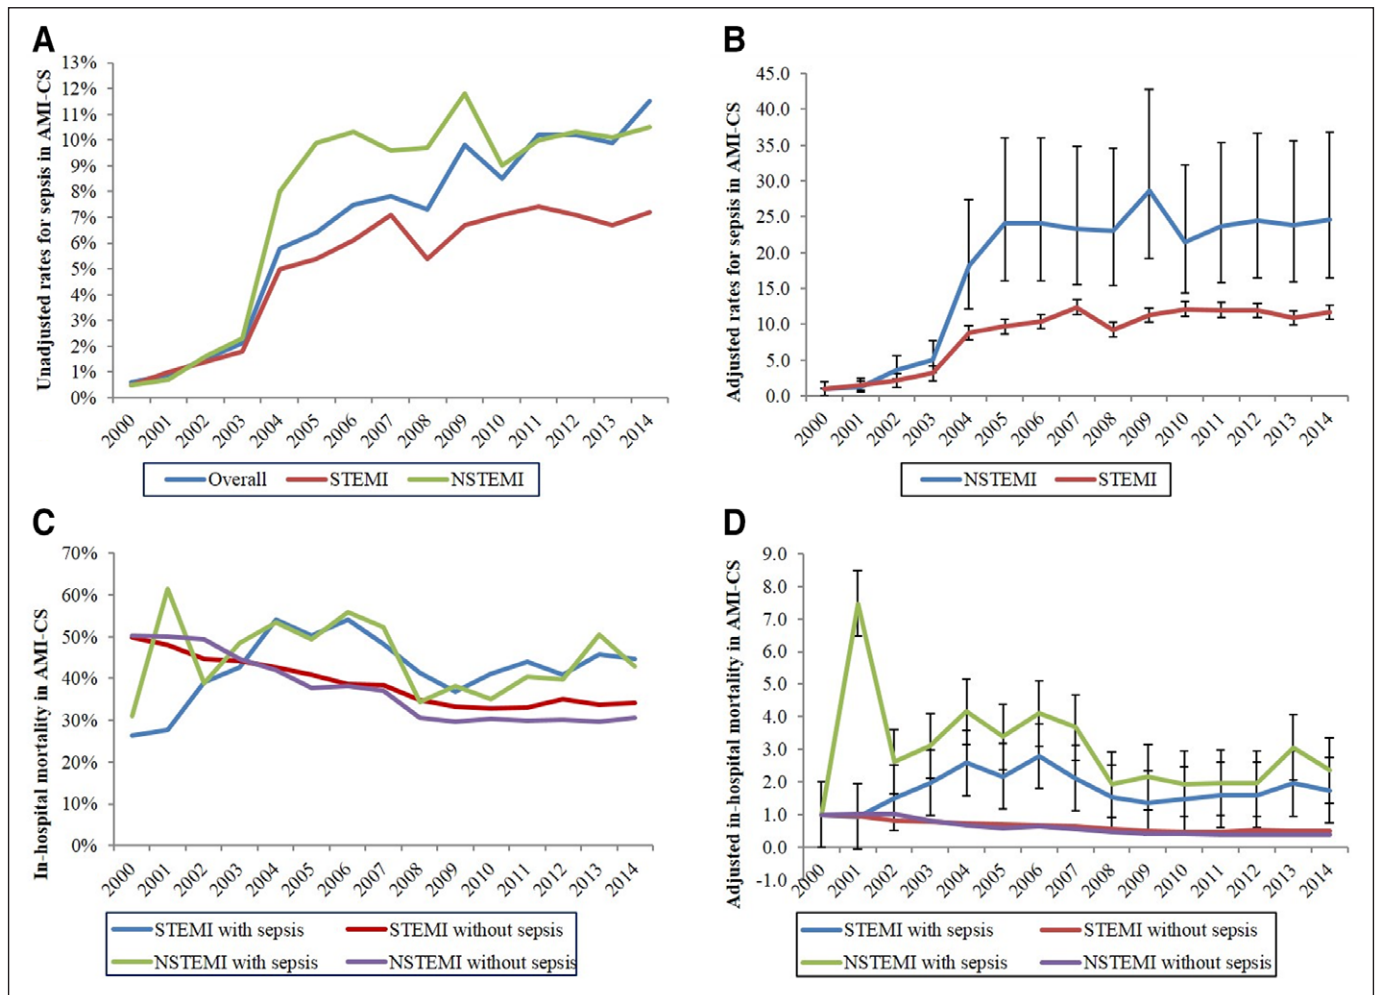 A
Unadjusted rates for sepsis in AMI-CS
13%
12%
11%
10%
9%
8%
7%
6%
5%
4%
3%
2%
1%
0%
2000 2001 2002 2003 2004 2005 2006 2007 2008 2009 2010 2011 2012 2013 2014
Overall STEMI NSTEMI
B
Adjusted rates for sepsis in AMI-CS
45.0
40.0
35.0
30.0
25.0
20.0
15.0
10.0
5.0
0.0
2000 2001 2002 2003 2004 2005 2006 2007 2008 2009 2010 2011 2012 2013 2014
NSTEMI STEMI
C
In-hospital mortality in AMI-CS
70%
60%
50%
40%
30%
20%
10%
0%
2000 2001 2002 2003 2004 2005 2006 2007 2008 2009 2010 2011 2012 2013 2014
STEMI with sepsis STEMI without sepsis
NSTEMI with sepsis NSTEMI without sepsis
D
Adjusted in-hospital mortality in AMI-CS
9.0
8.0
7.0
6.0
5.0
4.0
3.0
2.0
1.0
0.0
-1.0
2000 2001 2002 2003 2004 2005 2006 2007 2008 2009 2010 2011 2012 2013 2014
STEMI with sepsis STEMI without sepsis
NSTEMI with sepsis NSTEMI without sepsis